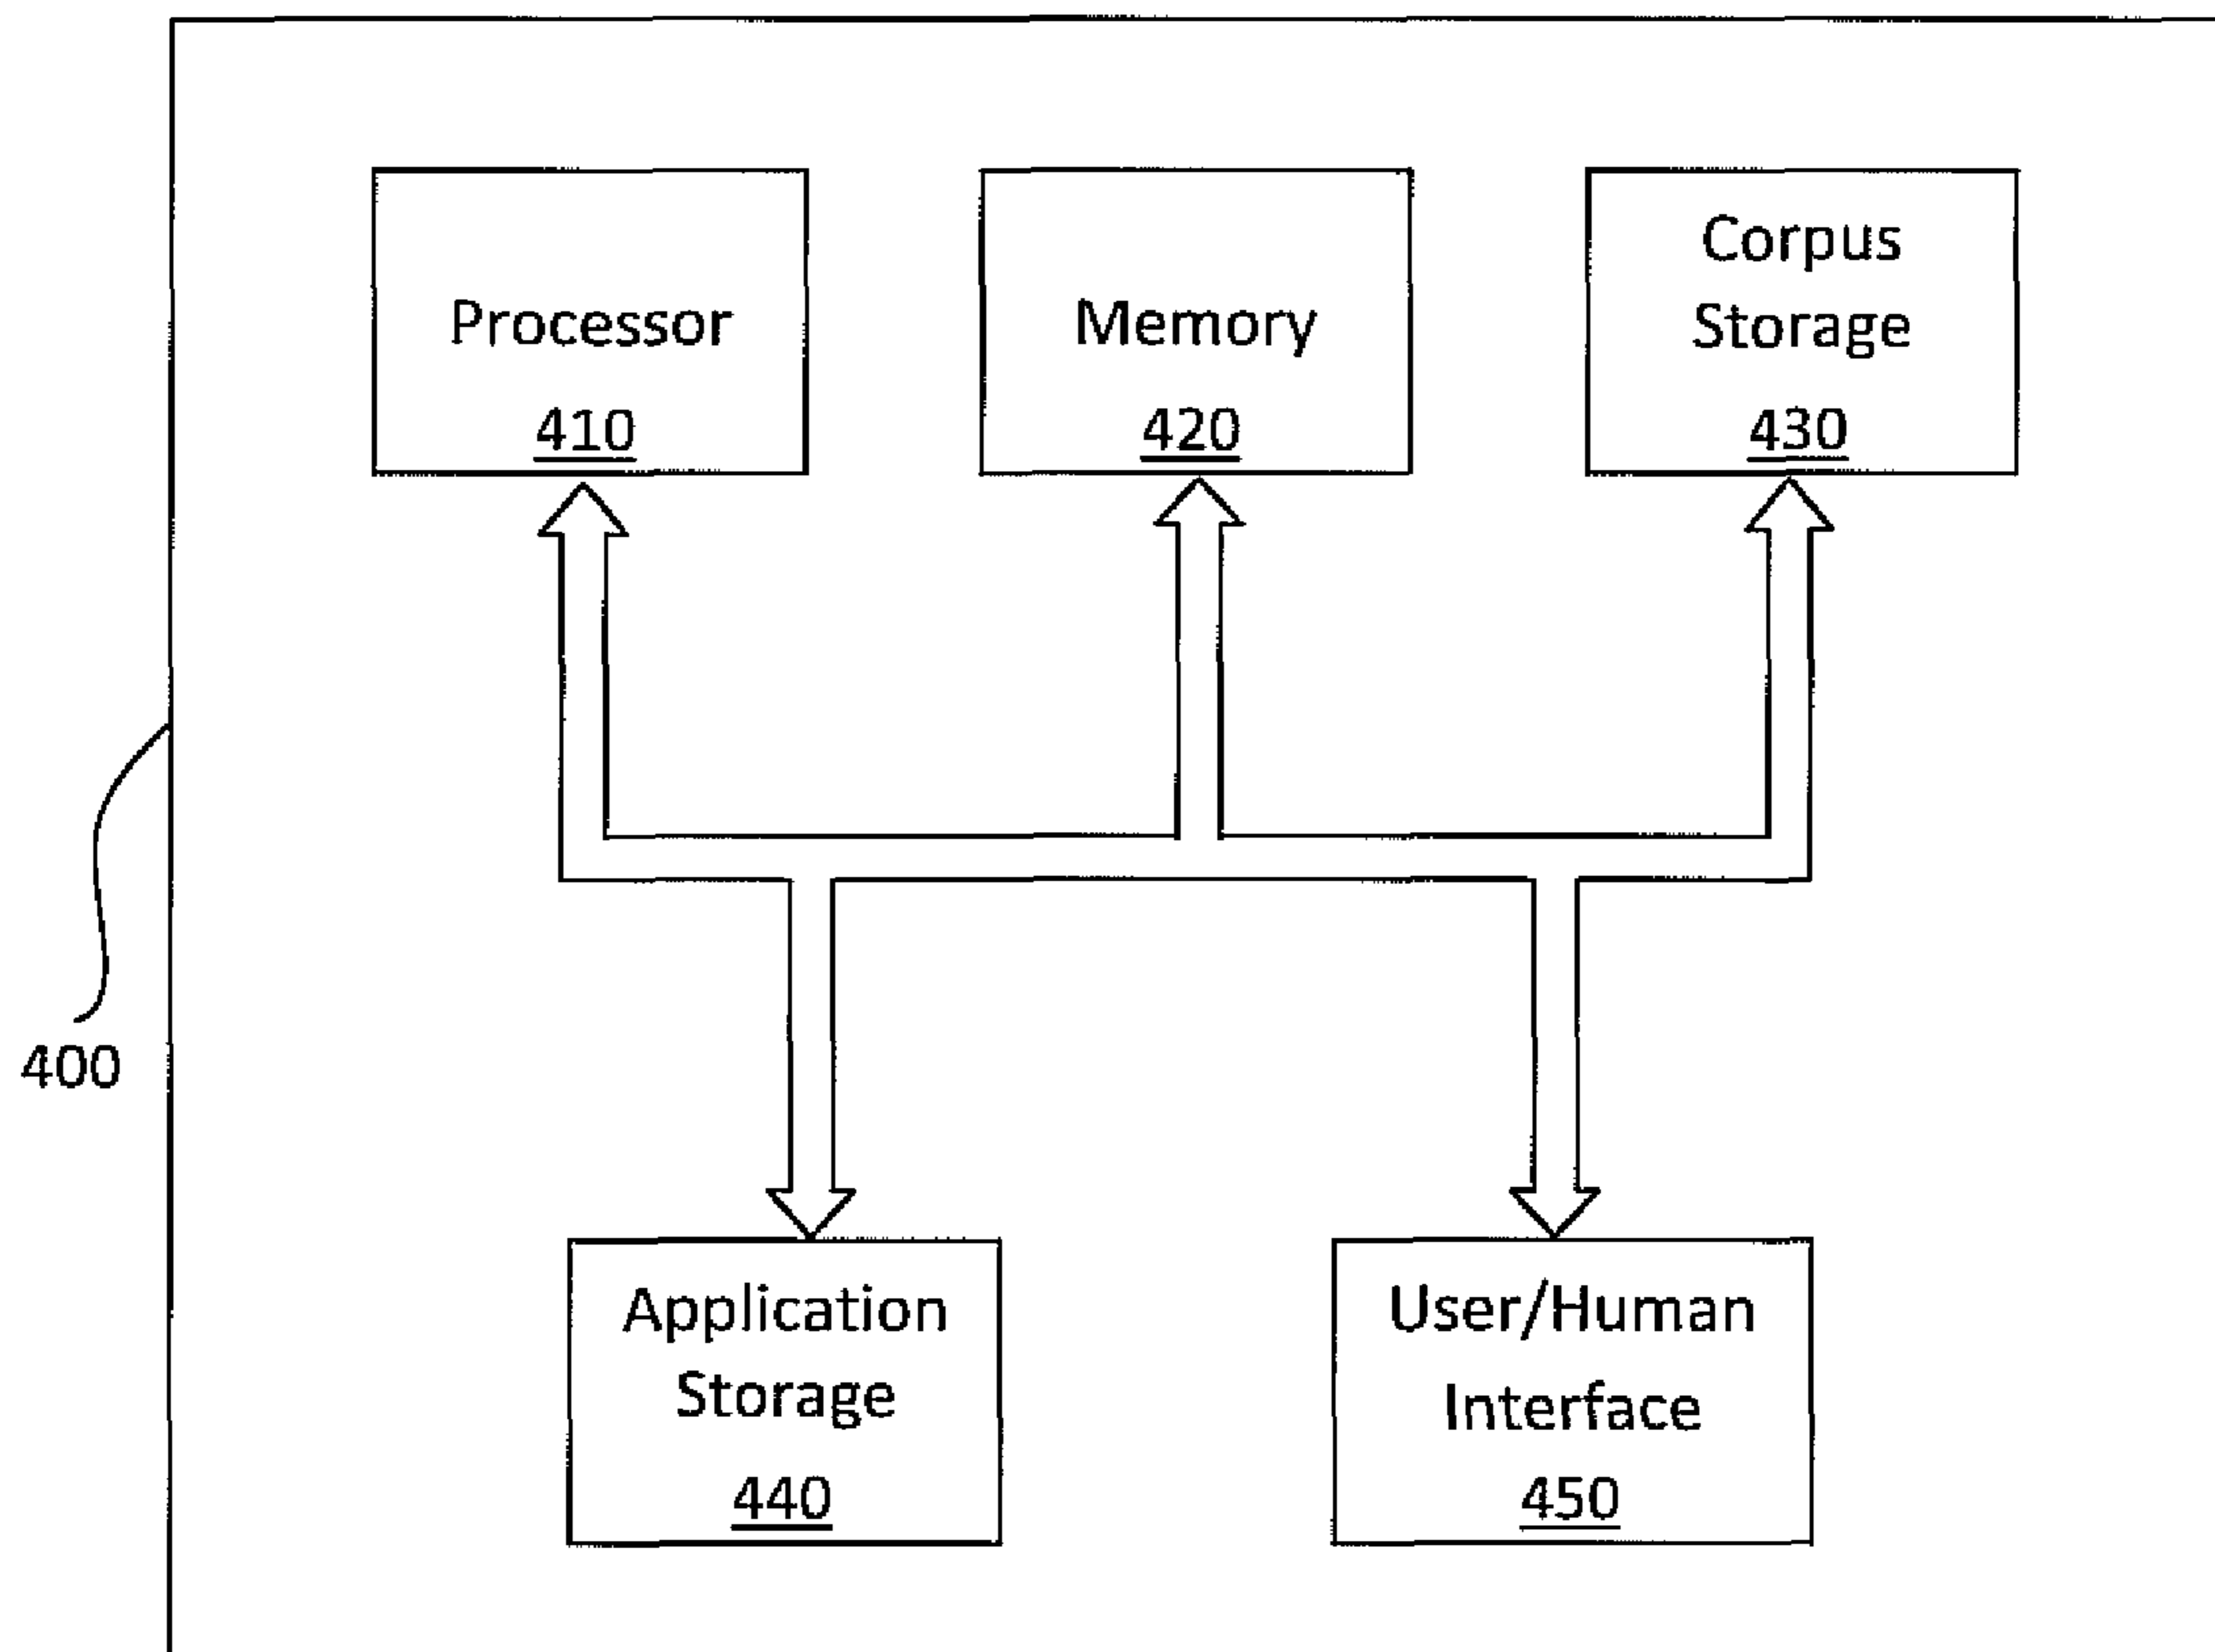 Processor
410
Memory
420
Corpus
Storage
430
400
Application
Storage
440
User/Human
Interface
450